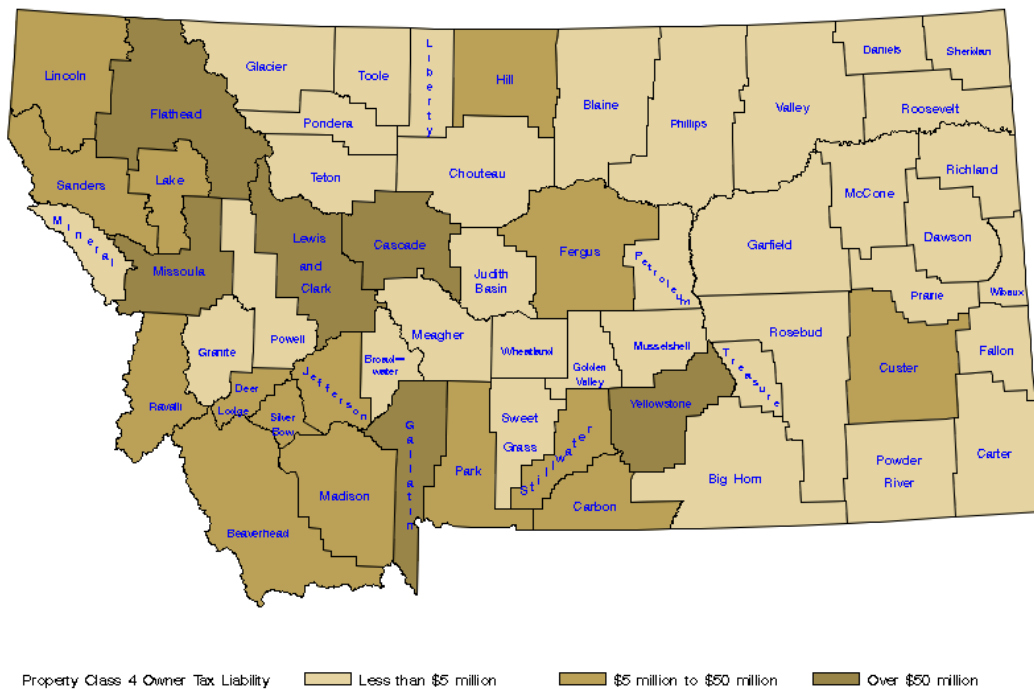 Lincoln
Flathead
Glacier
Toole
Liberty
Hill
Blaine
Phillips
Valley
Daniels
Sheridan
Roosevelt
Pondera
Teton
Chouteau
Sanders
Lake
Richland
McCone
Dawson
Garfield
Mineral
Missoula
Lewis
and
Clark
Cascade
Fergus
Petroleum
Judith
Basin
Prairie
Wibaux
Granite
Powell
Meagher
Broad-
water
Wheatland
Golden
Valley
Musselshell
Rosebud
Treasure
Custer
Fallon
Ravalli
Deer
Lodge
Silver
Bow
Jefferson
Gallatin
Park
Sweet
Grass
Stillwater
Yellowstone
Carbon
Big Horn
Powder
River
Carter
Madison
Beaverhead
Property Class 4 Owner Tax Liability Less than $5 million $5 million to $50 million Over $50 million